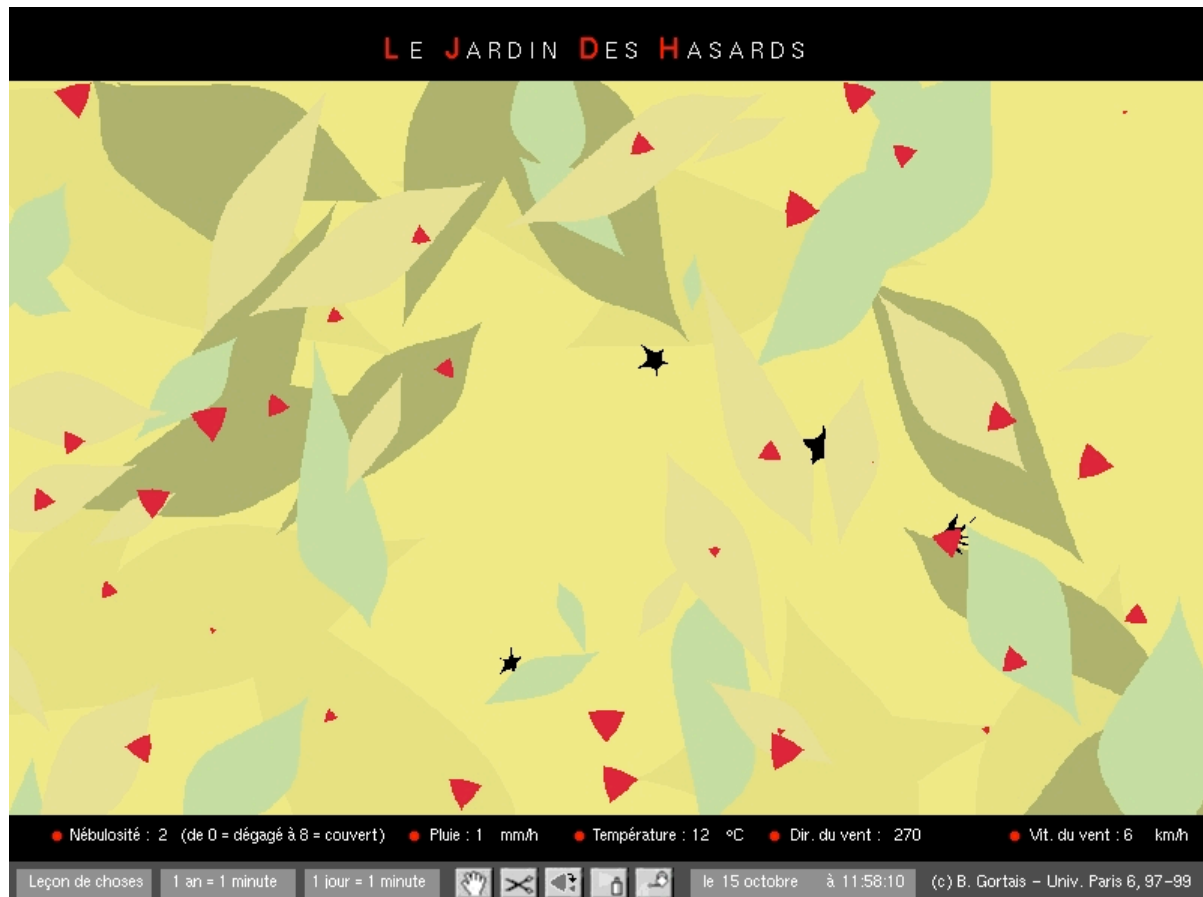 LE JARDIN DES HASARDS
Nébulosité : 2 (de 0 = dégagé à 8 = couvert) Pluie : 1 mm/h Température : 12 °C Dir. du vent : 270 Vit. du vent : 6 km/h
Leçon de choses 1 an = 1 minute 1 jour = 1 minute le 15 octobre à 11:58:10 (c) B. Gortais – Univ. Paris 6, 97–99